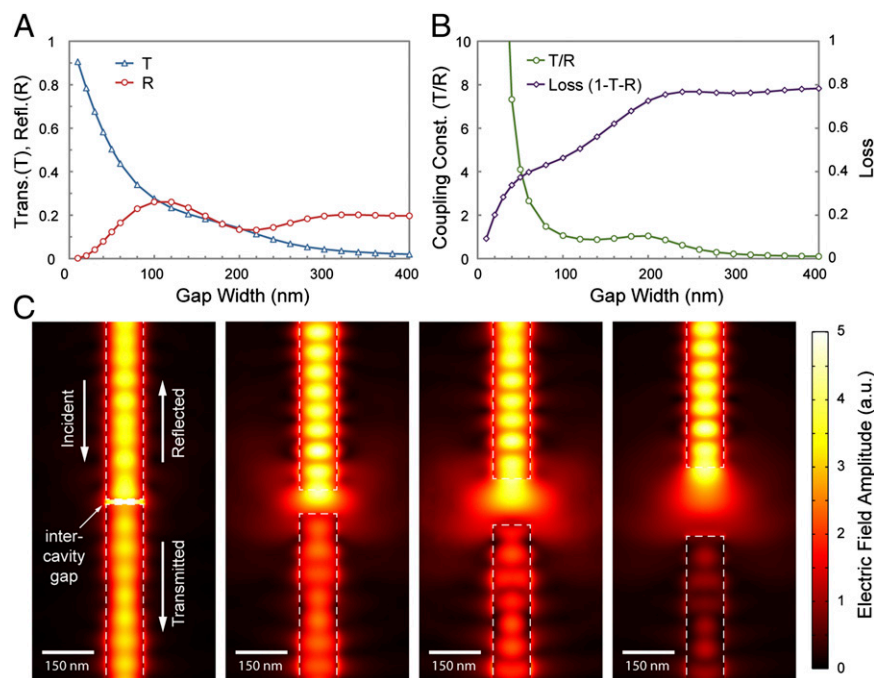 A
B
1
0.8
0.6
0.4
0.2
0
Trans.(T), Refl.(R)
T
R
0 100 200 300 400
Gap Width (nm)
10
8
6
4
2
0
Coupling Const. (T/R)
T/R
Loss (1-T-R)
1
0.8
0.6
0.4
0.2
0
Loss
0 100 200 300 400
Gap Width (nm)
C
Incident
Reflected
inter-
cavity
gap
Transmitted
150 nm
150 nm
150 nm
150 nm
5
4
3
2
1
0
Electric Field Amplitude (a.u.)